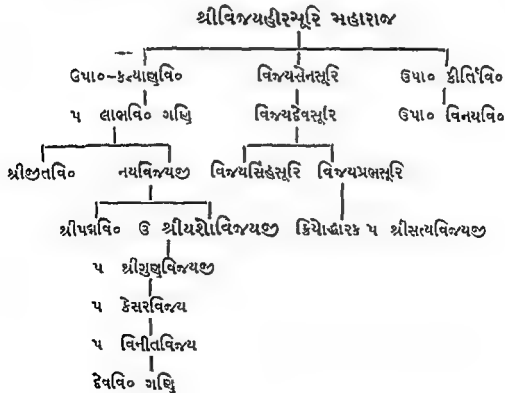 શ્રીવિજયહીરસૂરિ મહારાજ
ઉપા૦-કલ્યાણવિ૦ વિજયસેનસૂરિ ઉપા૦ કીર્તિવિ૦
પ લાભવિ૦ ગણિ વિજયદેવસૂરિ ઉપા૦ વિનયવિ૦
શ્રીજીતવિ૦ નયવિજયજી વિજયસિંહસૂરિ વિજયપ્રભસૂરિ
શ્રીપદ્મવિ૦ ઉ શ્રીયશોવિજયજી ક્રિયોદ્ધારક પ શ્રીસત્યવિજયજી
પ શ્રીગુણવિજયજી
પ કેસરવિજય
પ વિનીતવિજય
દેવવિ૦ ગણિ